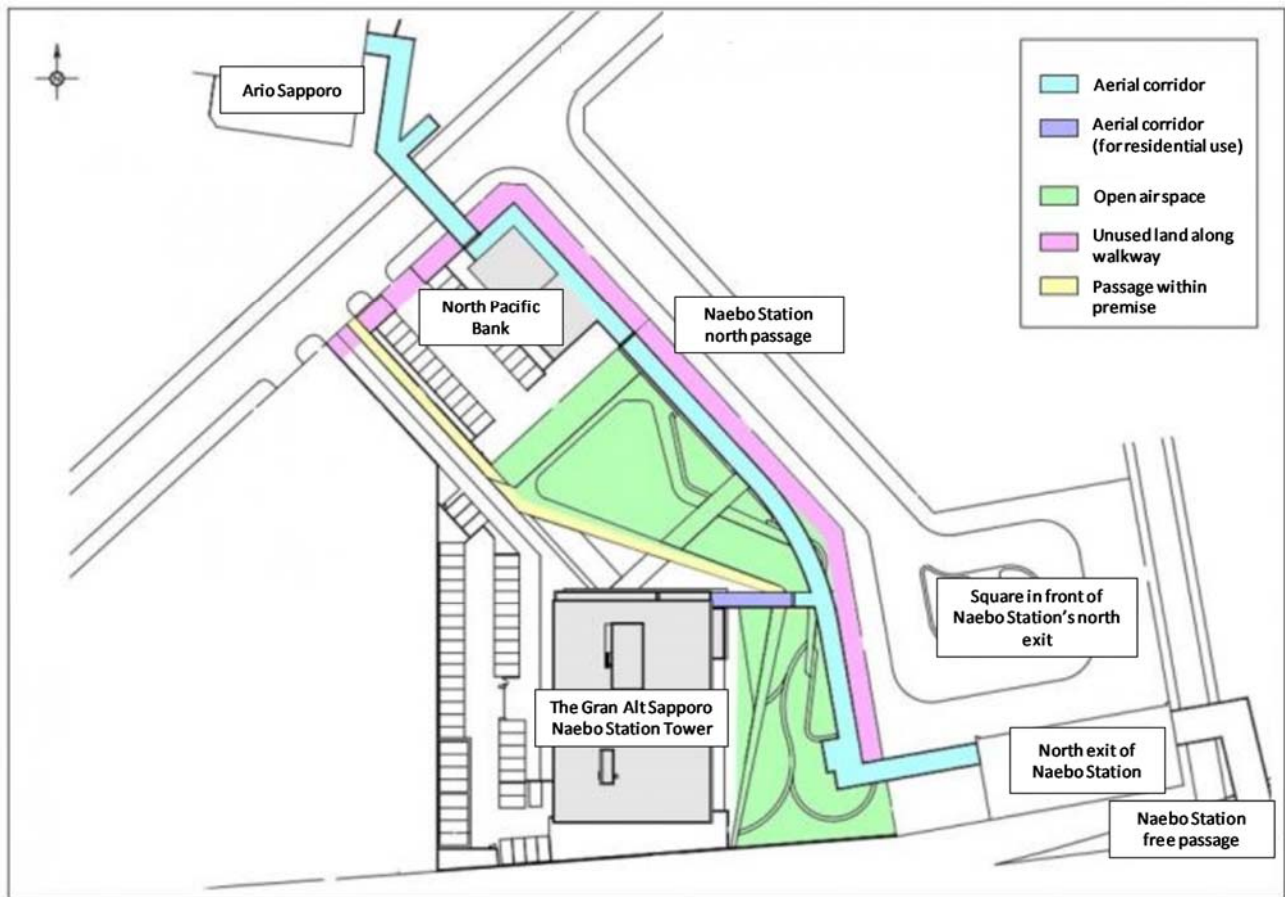 Ario Sapporo
Aerial corridor
Aerial corridor
(for residential use)
Open air space
Unused land along
walkway
Passage within
premise
North Pacific
Bank
Naebo Station
north passage
Square in front of
Naebo Station's north
exit
The Gran Alt Sapporo
Naebo Station Tower
North exit of
Naebo Station
Naebo Station
free passage